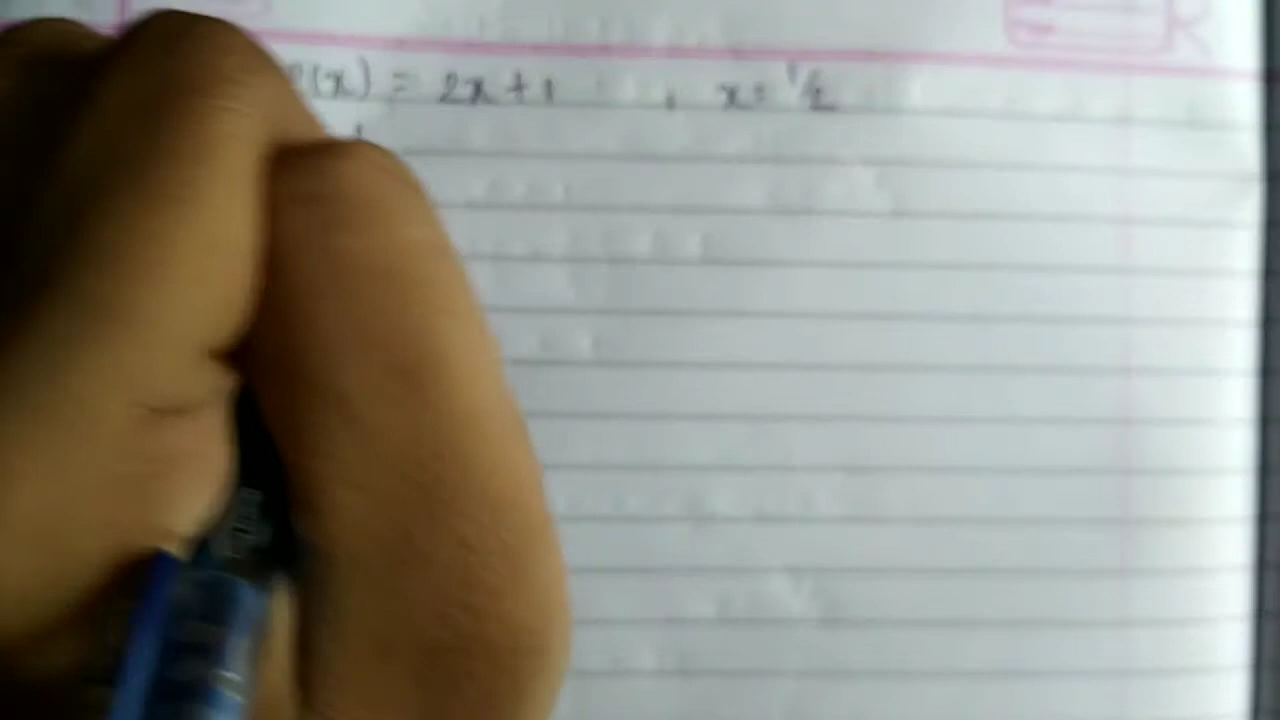 (x) = 2x+1 , x = 1/2